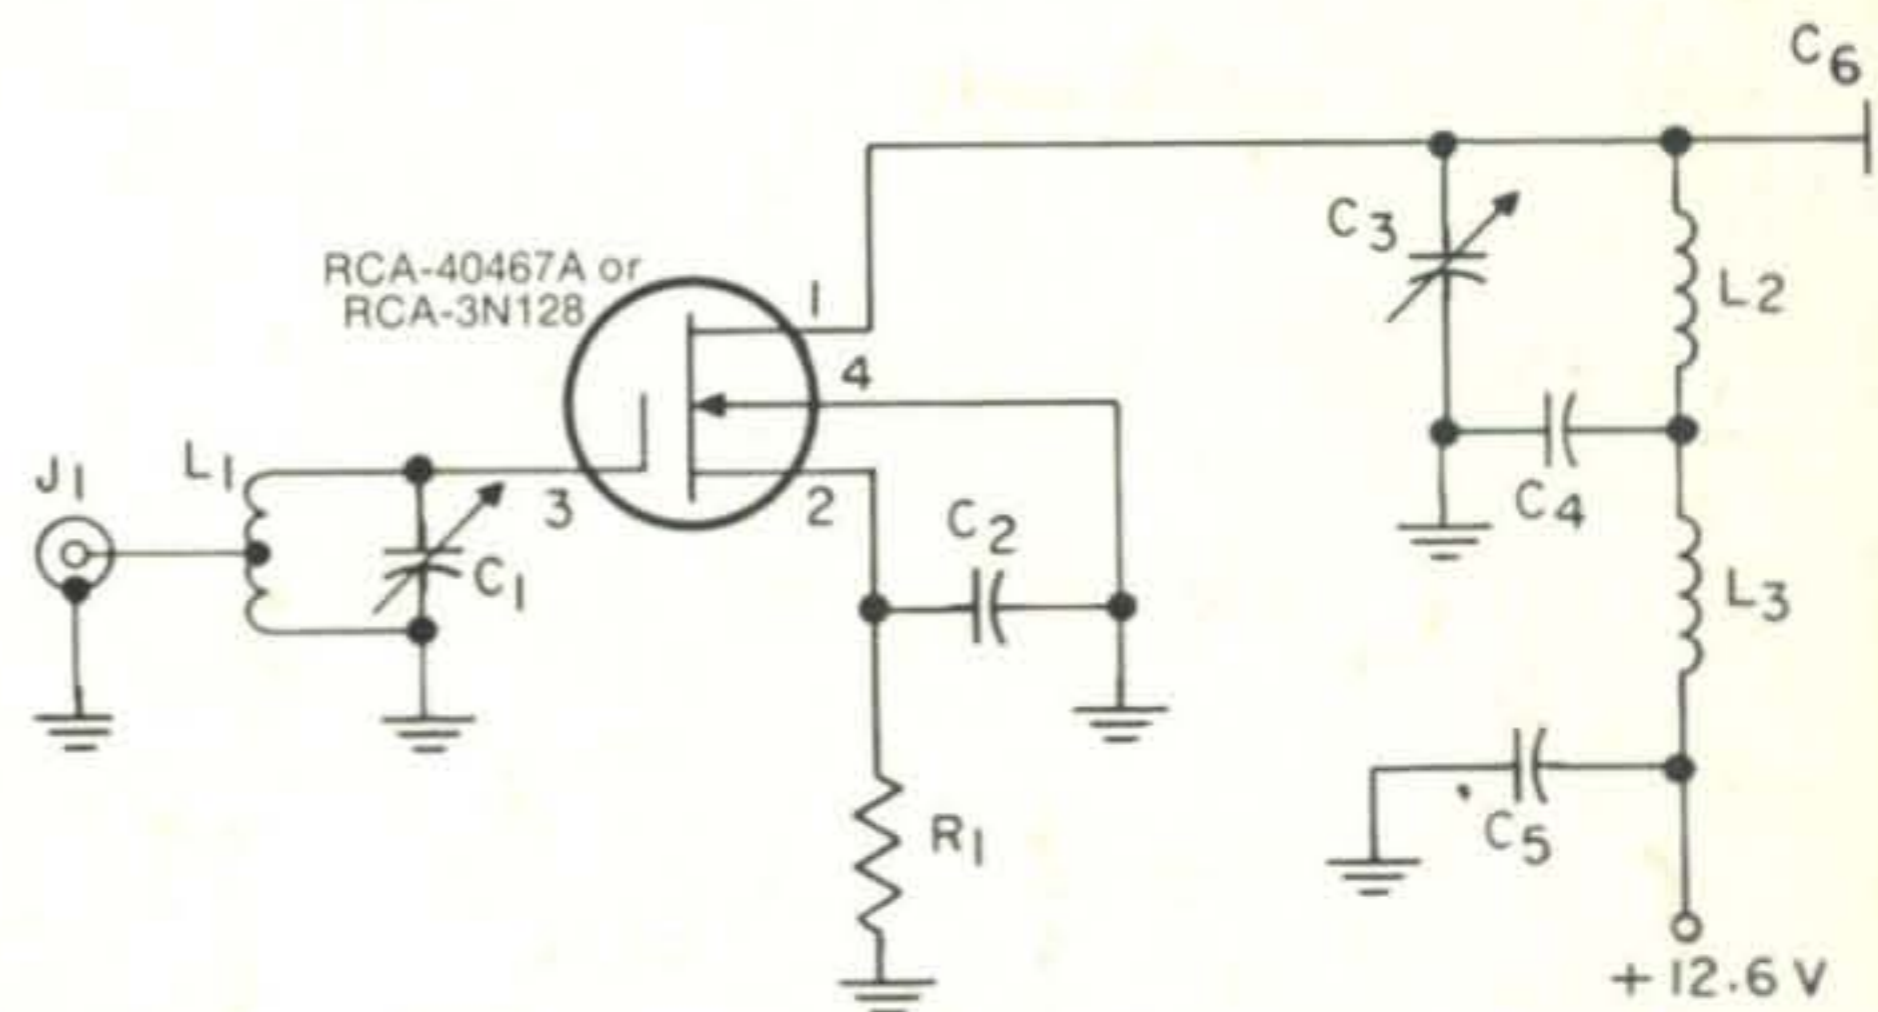 C6
C3
RCA-40467A or
RCA-3N128
1
L2
4
J1
L1
3
2
C2
C4
C1
L3
R1
C5
+12.6 V